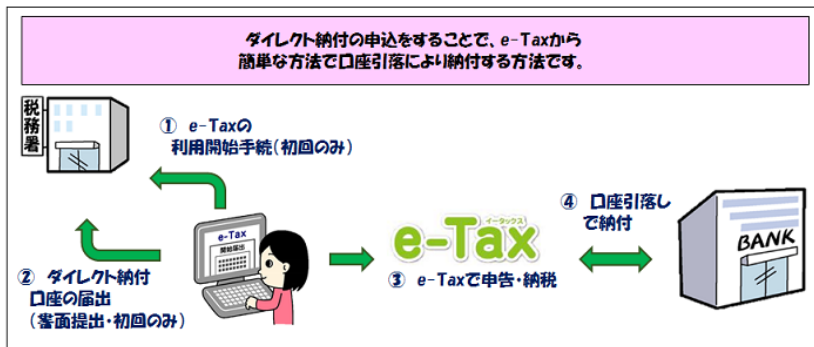 ダイレクト納付の申込をすることで、e-Taxから
簡単な方法で口座引落により納付する方法です。
税務署
① e-Taxの
利用開始手続(初回のみ)
e-Tax
開始届出
② ダイレクト納付
口座の届出
(書面提出・初回のみ)
イータックス
e-Tax
③ e-Taxで申告・納税
④ 口座引落し
で納付
BANK